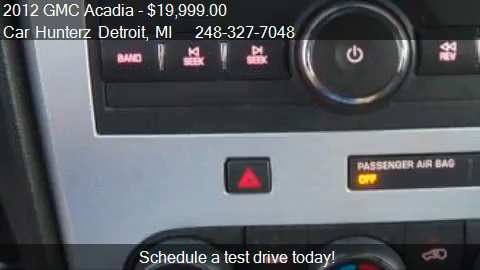 2012 GMC Acadia - $19,999.00
Car Hunterz Detroit, MI 248-327-7048
BAND SEEK SEEK REV
PASSENGER AIR BAG
OFF
Schedule a test drive today!